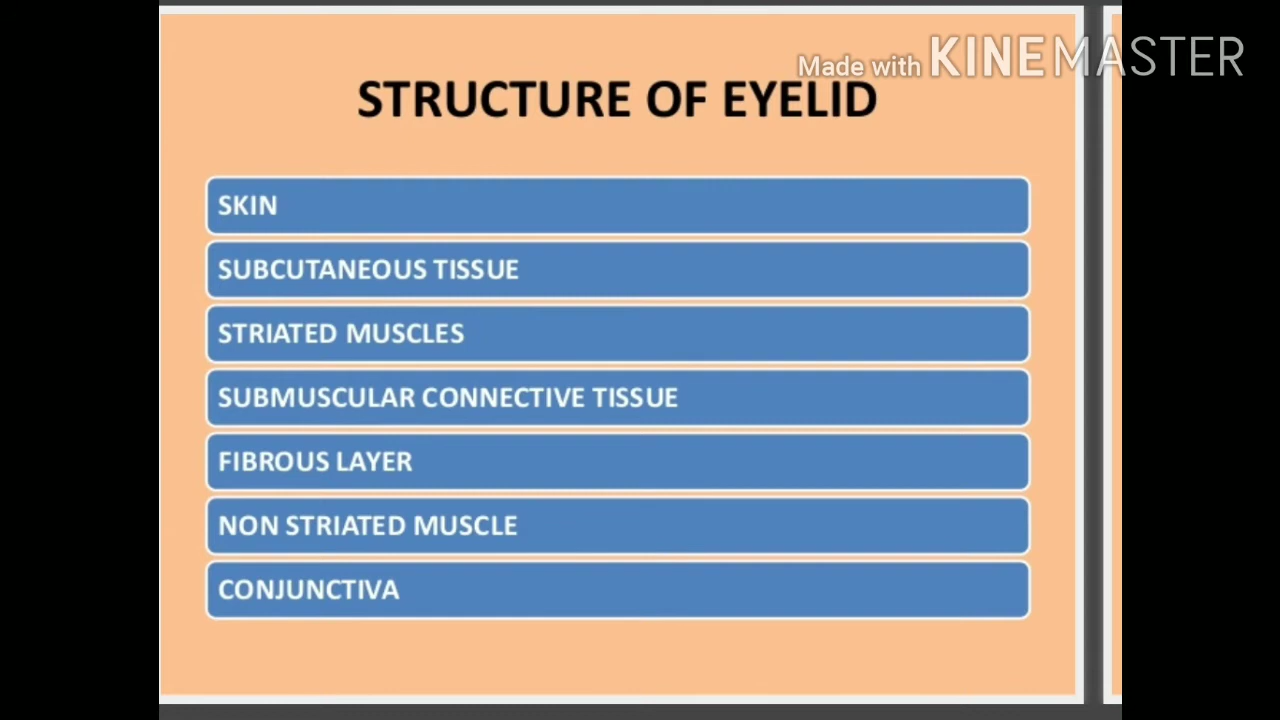 Made with KINEMASTER
STRUCTURE OF EYELID
SKIN
SUBCUTANEOUS TISSUE
STRIATED MUSCLES
SUBMUSCULAR CONNECTIVE TISSUE
FIBROUS LAYER
NON STRIATED MUSCLE
CONJUNCTIVA